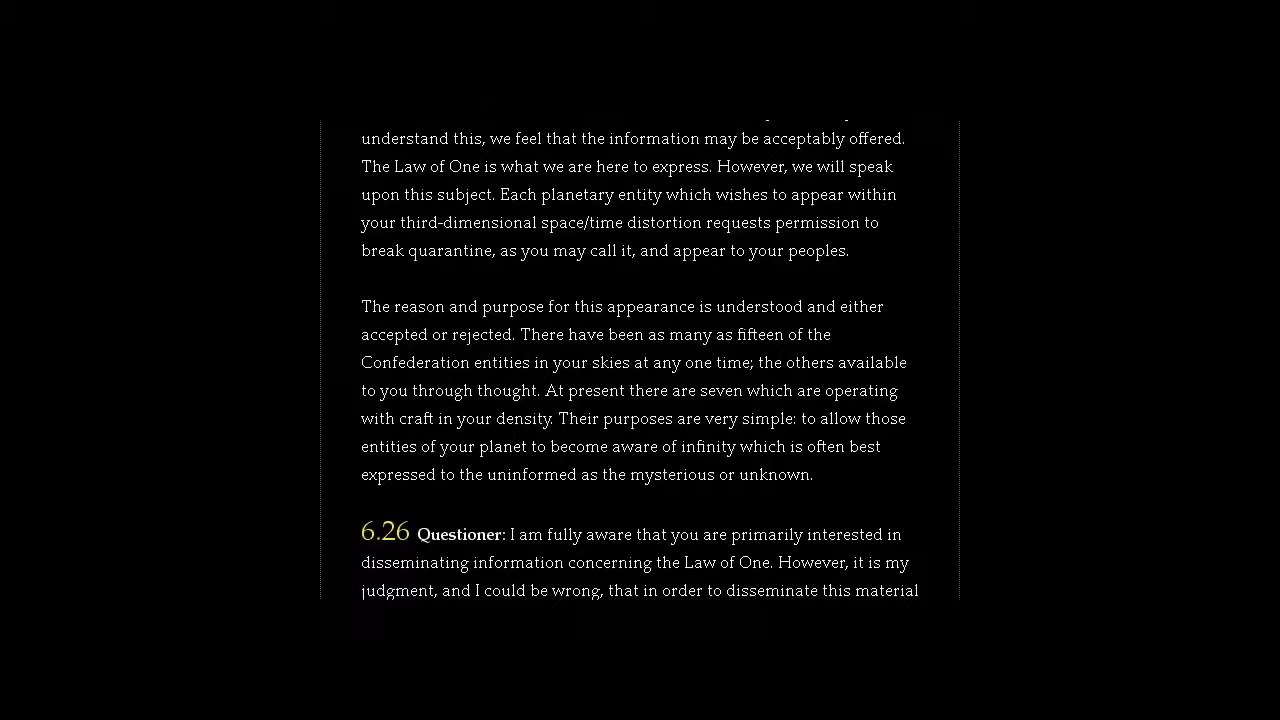 understand this, we feel that the information may be acceptably offered.
The Law of One is what we are here to express. However, we will speak
upon this subject. Each planetary entity which wishes to appear within
your third-dimensional space/time distortion requests permission to
break quarantine, as you may call it, and appear to your peoples.
The reason and purpose for this appearance is understood and either
accepted or rejected. There have been as many as fifteen of the
Confederation entities in your skies at any one time; the others available
to you through thought. At present there are seven which are operating
with craft in your density. Their purposes are very simple: to allow those
entities of your planet to become aware of infinity which is often best
expressed to the uninformed as the mysterious or unknown.
6.26 Questioner: I am fully aware that you are primarily interested in
disseminating information concerning the Law of One. However, it is my
judgment, and I could be wrong, that in order to disseminate this material